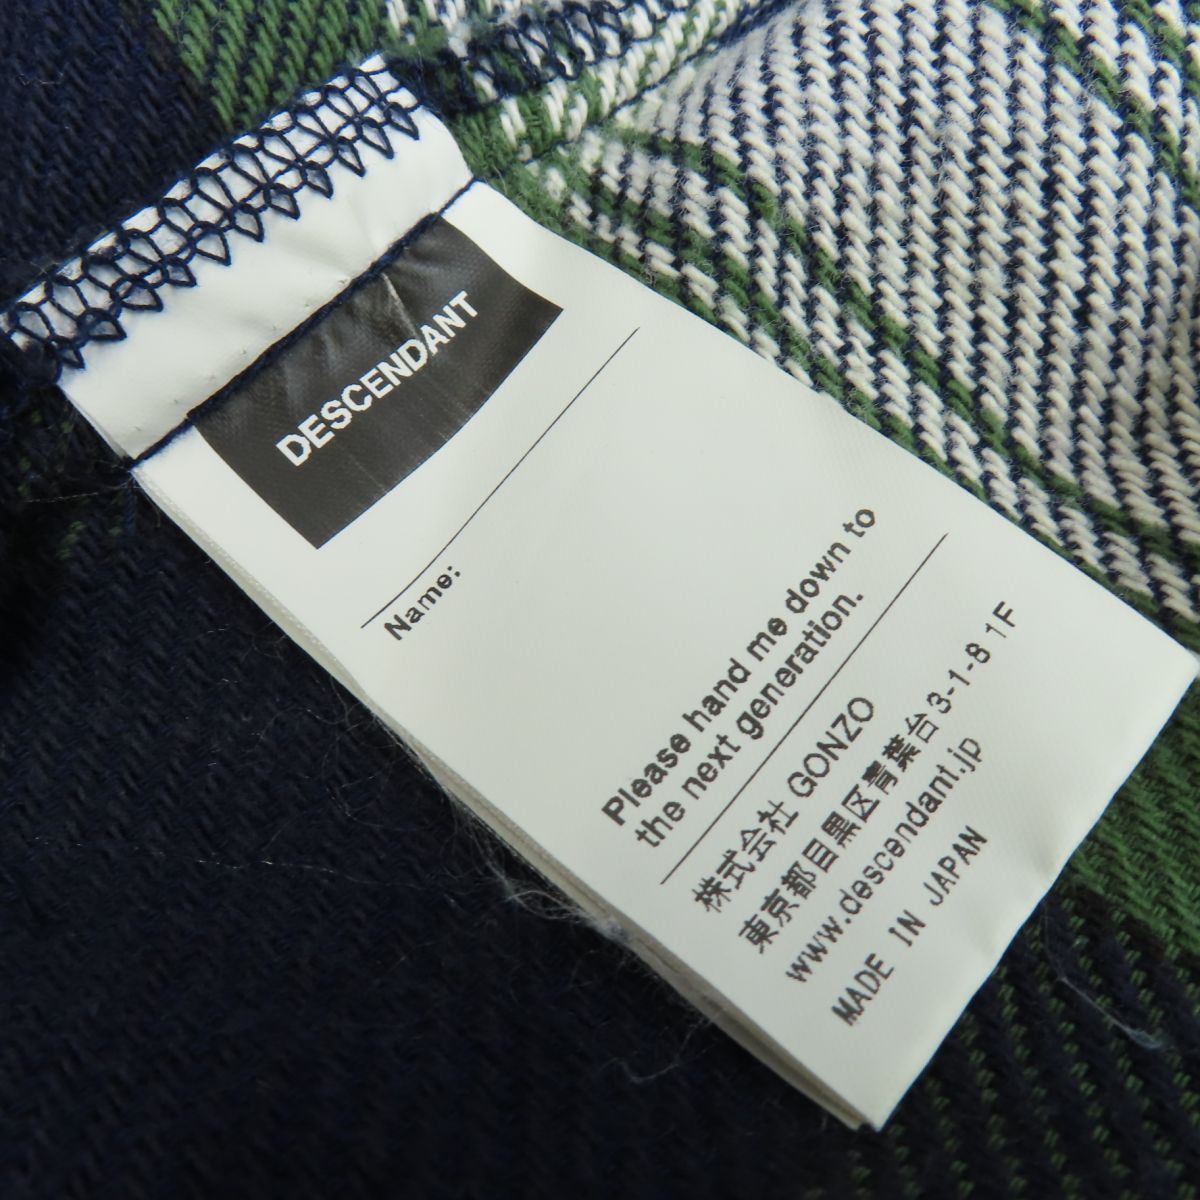 DESCENDANT
Name:
Please hand me down to
the next generation.
株式会社 GONZO
東京都目黒区青葉台3-1-8 1F
www.descendant.jp
MADE IN JAPAN